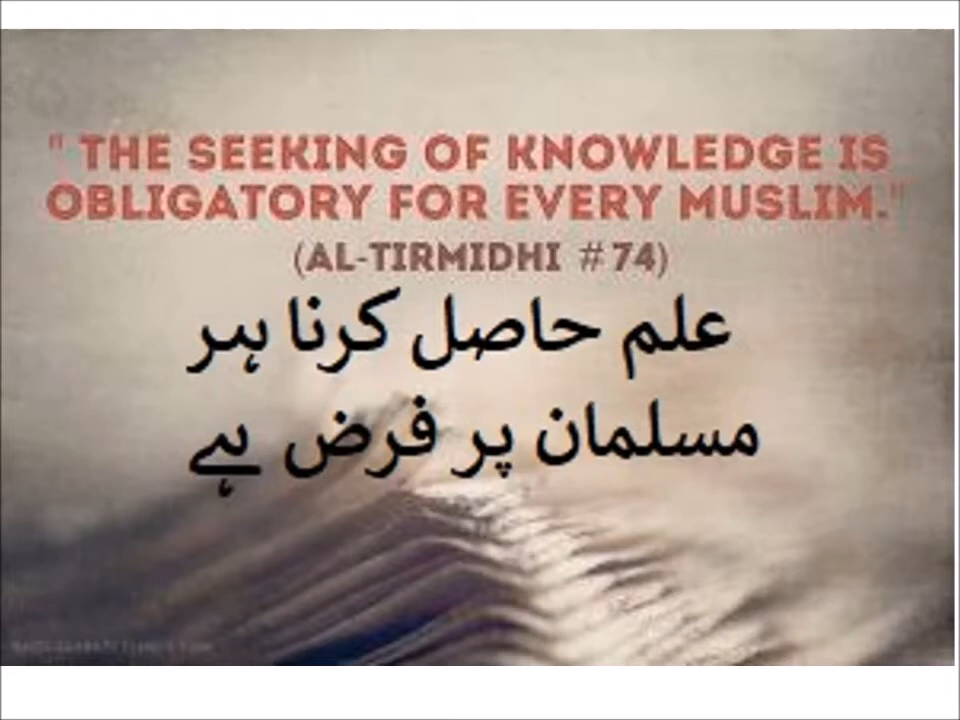 " THE SEEKING OF KNOWLEDGE IS
OBLIGATORY FOR EVERY MUSLIM."
(AL-TIRMIDHI #74)
علم حاصل کرنا ہر
مسلمان پر فرض ہے